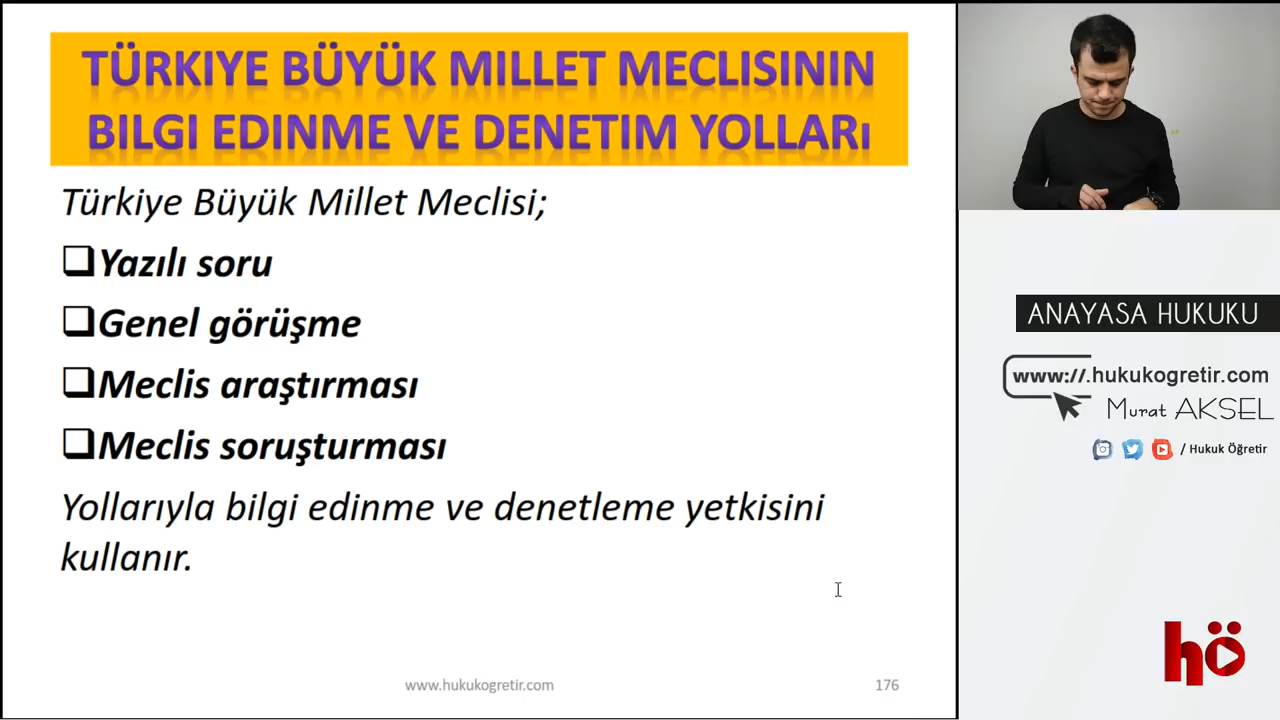 TÜRKIYE BÜYÜK MILLET MECLISININ
BILGI EDINME VE DENETIM YOLLARı
Türkiye Büyük Millet Meclisi;
Yazılı soru
Genel görüşme
Meclis araştırması
Meclis soruşturması
Yollarıyla bilgi edinme ve denetleme yetkisini
kullanır.
www.hukukogretir.com
176
ANAYASA HUKUKU
www://.hukukogretir.com
Murat AKSEL
/ Hukuk Öğretir
hö